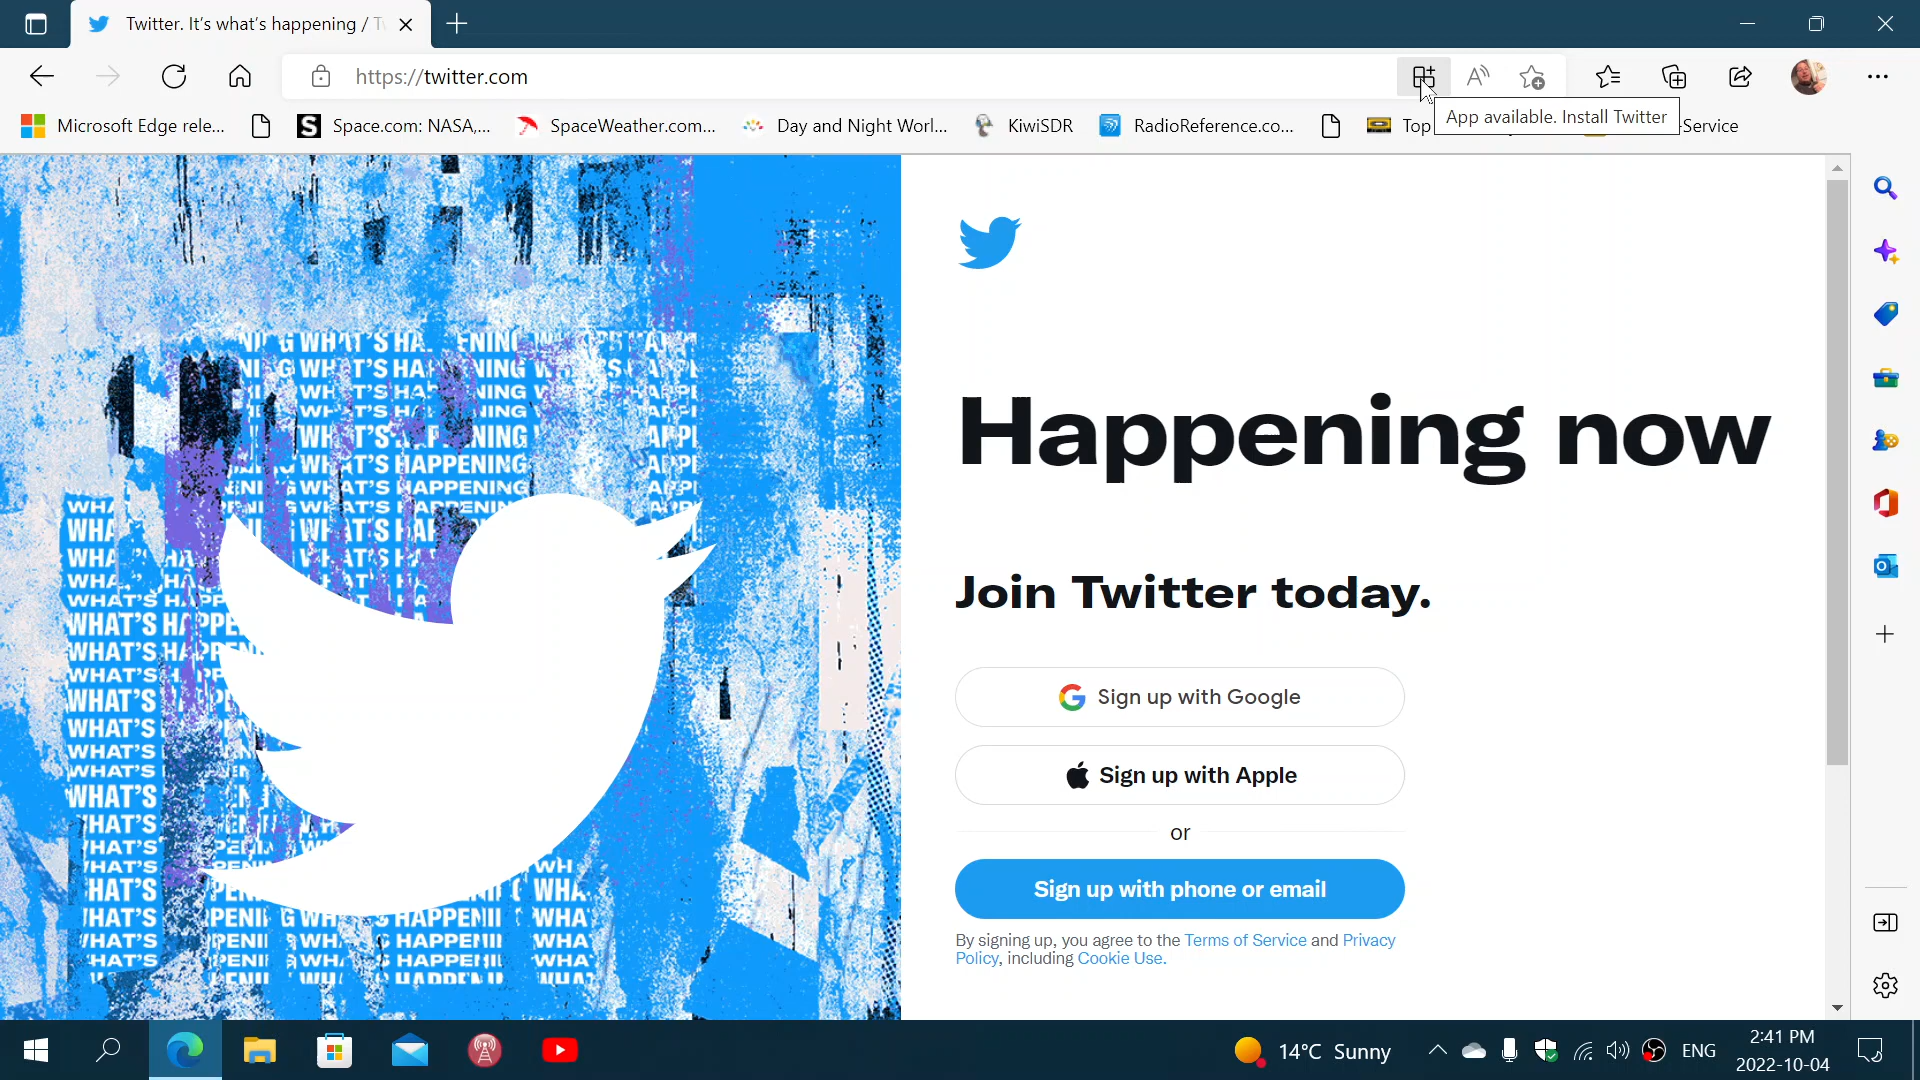 Twitter. It's what's happening / Tw
https://twitter.com
App available. Install Twitter
Microsoft Edge rele...
Space.com: NASA,...
SpaceWeather.com...
Day and Night Worl...
KiwiSDR
RadioReference.co...
Top
-Service
Happening now
Join Twitter today.
Sign up with Google
Sign up with Apple
or
Sign up with phone or email
By signing up, you agree to the Terms of Service and Privacy
Policy, including Cookie Use.
14°C Sunny
ENG
2:41 PM
2022-10-04